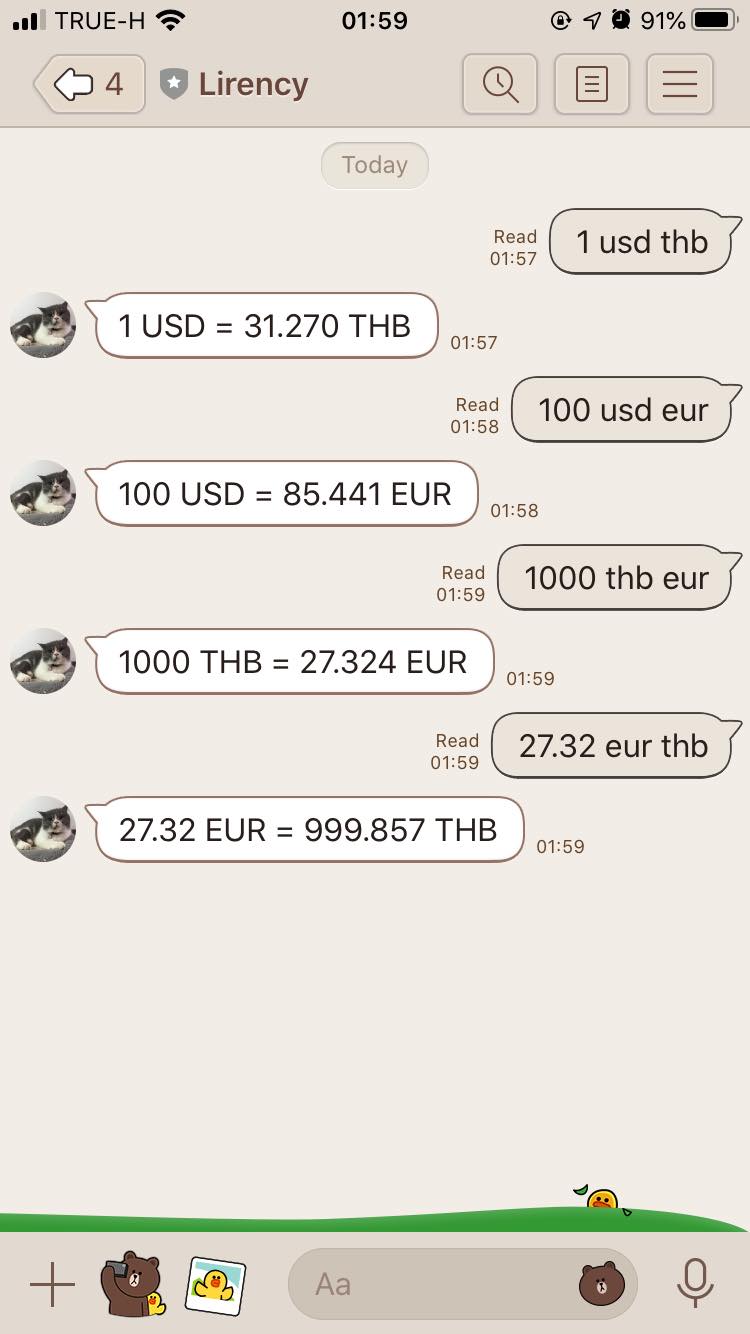 TRUE-H 01:59 91%
4 Lirency
Today
Read
01:57
1 usd thb
1 USD = 31.270 THB
01:57
Read
01:58
100 usd eur
100 USD = 85.441 EUR
01:58
Read
01:59
1000 thb eur
1000 THB = 27.324 EUR
01:59
Read
01:59
27.32 eur thb
27.32 EUR = 999.857 THB
01:59
Aa